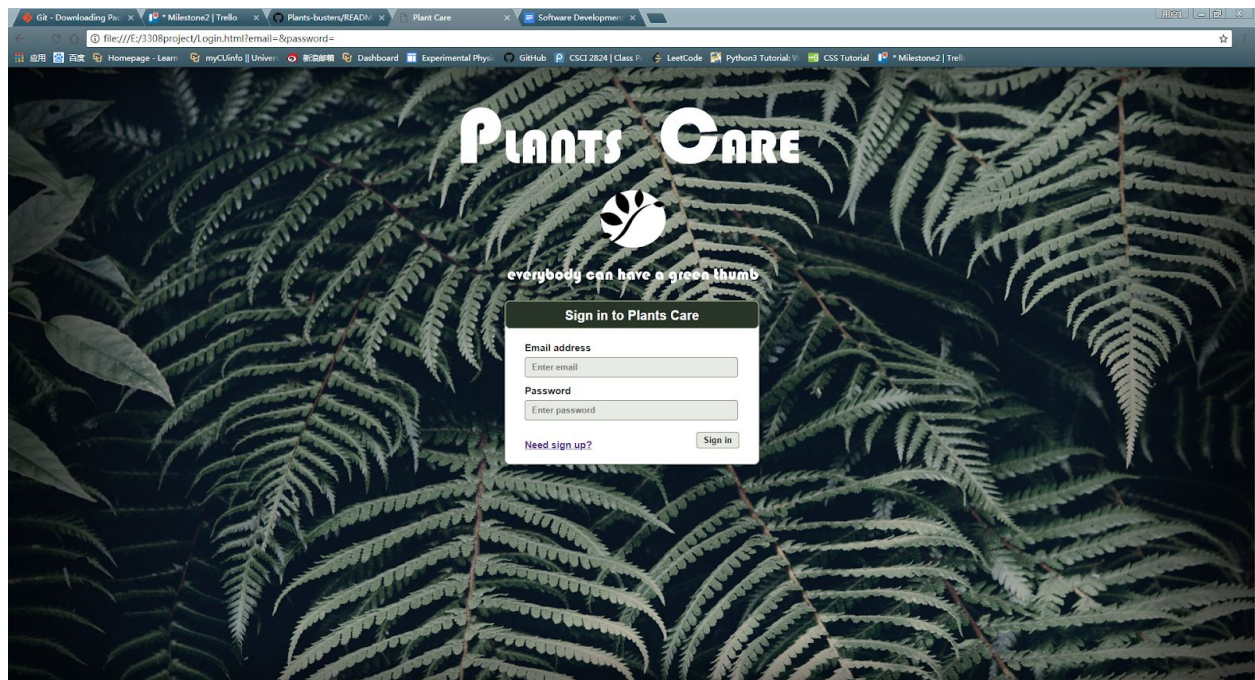 Git - Downloading Pac
* Milestone2 | Trello
Plants-busters/READM
Plant Care
Software Development
file:///E:/3308project/Login.html?email=&password=
应用
百度
Homepage - Learn
myCUinfo || Univer
新浪邮箱
Dashboard
Experimental Physi
GitHub
CSCI 2824 | Class P
LeetCode
Python3 Tutorial: W
CSS Tutorial
* Milestone2 | Trell
PLANTS CARE
everybody can have a green thumb
Sign in to Plants Care
Email address
Enter email
Password
Enter password
Need sign up?
Sign in